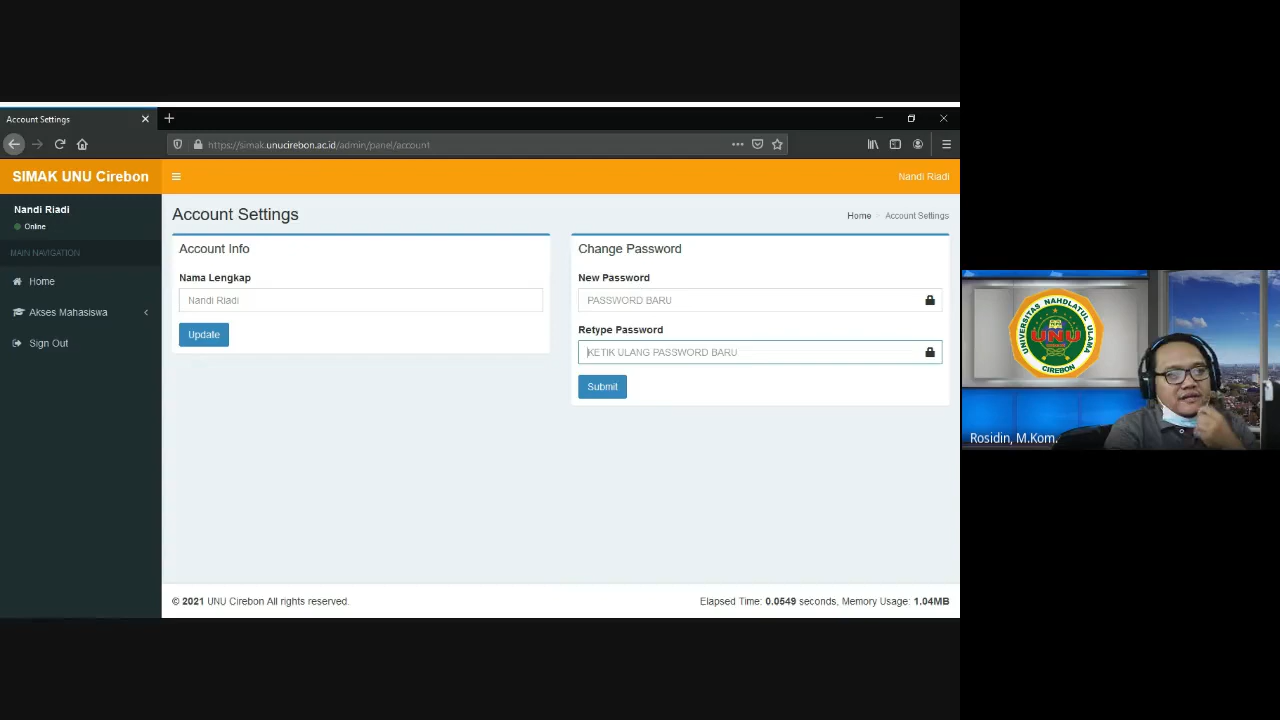 Account Settings
https://simak.unucirebon.ac.id/admin/panel/account
SIMAK UNU Cirebon
Nandi Riadi
Nandi Riadi
Online
MAIN NAVIGATION
Home
Akses Mahasiswa
Sign Out
Account Settings
Home
Account Settings
Account Info
Nama Lengkap
Nandi Riadi
Update
Change Password
New Password
PASSWORD BARU
Retype Password
KETIK ULANG PASSWORD BARU
Submit
© 2021 UNU Cirebon All rights reserved.
Elapsed Time: 0.0549 seconds, Memory Usage: 1.04MB
UNIVERSITAS NAHDLATUL ULAMA
UNU
CIREBON
Rosidin, M.Kom.